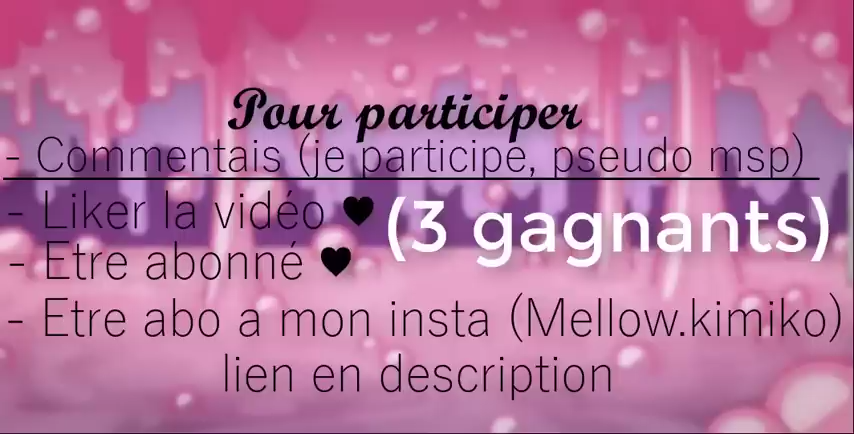 Pour participer
- Commentais (je participe, pseudo msp)
- Liker la vidéo ♥
(3 gagnants)
- Etre abonné ♥
- Etre abo a mon insta (Mellow.kimiko)
lien en description